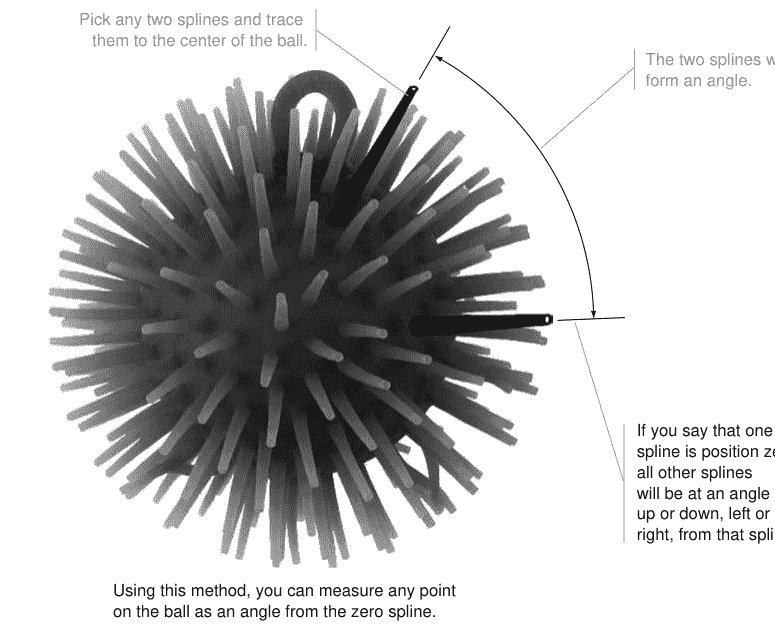 Pick any two splines and trace
them to the center of the ball.
The two splines
form an angle.
If you say that one
spline is position
all other splines
will be at an angle
up or down, left or
right, from that
Using this method, you can measure any point
on the ball as an angle from the zero spline.